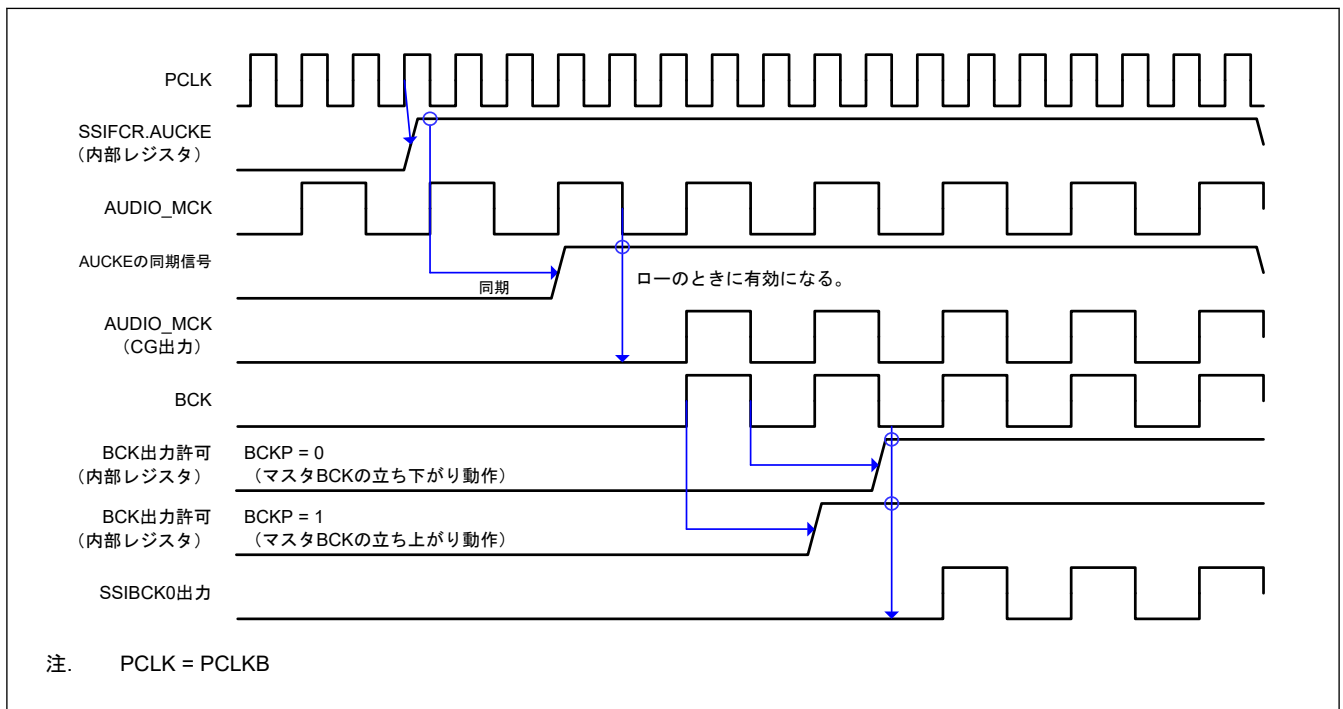 PCLK
SSIFCR.AUCKE
（内部レジスタ）
AUDIO_MCK
AUCKEの同期信号
同期
ローのときに有効になる。
AUDIO_MCK
（CG出力）
BCK
BCK出力許可
（内部レジスタ）
BCKP = 0
（マスタBCKの立ち下がり動作）
BCK出力許可
（内部レジスタ）
BCKP = 1
（マスタBCKの立ち上がり動作）
SSIBCK0出力
注. PCLK = PCLKB